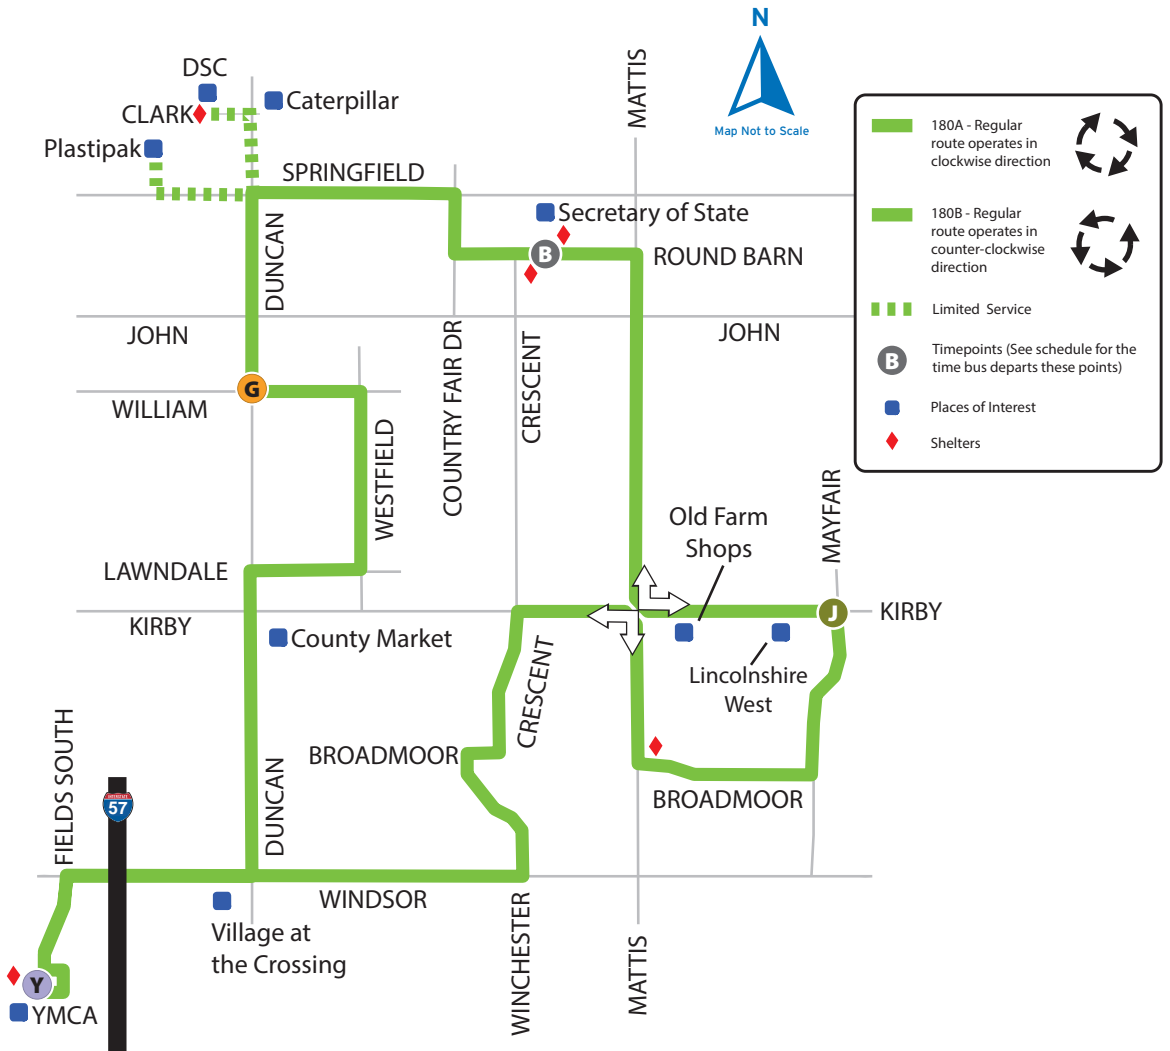 N
Map Not to Scale
DSC
CLARK
Caterpillar
Plastipak
MATTIS
SPRINGFIELD
Secretary of State
B
ROUND BARN
DUNCAN
JOHN
JOHN
COUNTRY FAIR DR
CRESCENT
G
WILLIAM
WESTFIELD
LAWNDALE
KIRBY
Old Farm
Shops
MAYFAIR
J
KIRBY
County Market
Lincolnshire
West
CRESCENT
BROADMOOR
BROADMOOR
FIELDS SOUTH
INTERSTATE
57
DUNCAN
WINDSOR
Village at
the Crossing
WINCHESTER
MATTIS
Y
YMCA
180A - Regular
route operates in
clockwise direction
180B - Regular
route operates in
counter-clockwise
direction
Limited Service
B
Timepoints (See schedule for the
time bus departs these points)
Places of Interest
Shelters